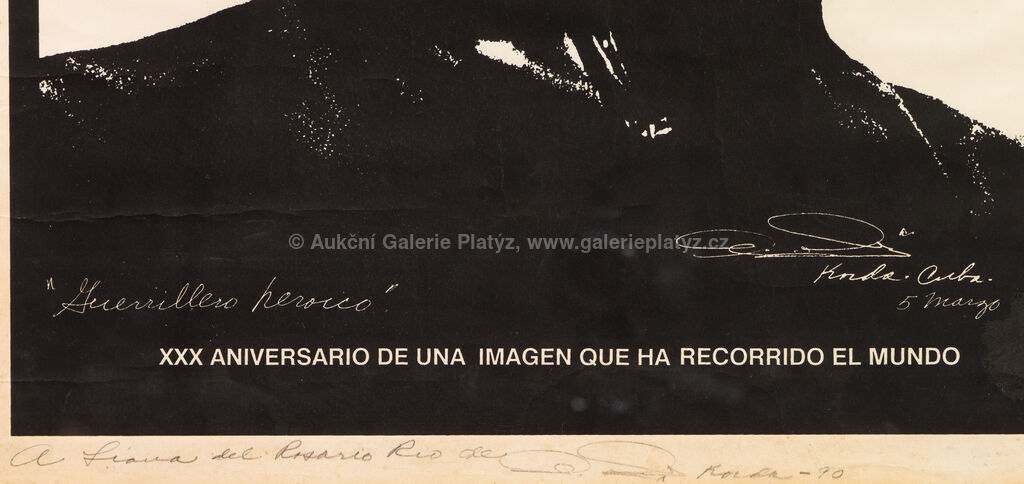 © Aukční Galerie Platýz, www.galerieplatyz.cz
Korda. Cuba.
5 Marzo
"Guerrillero heroico"
XXX ANIVERSARIO DE UNA IMAGEN QUE HA RECORRIDO EL MUNDO
A Liana del Rosario Rio de Korda - 90